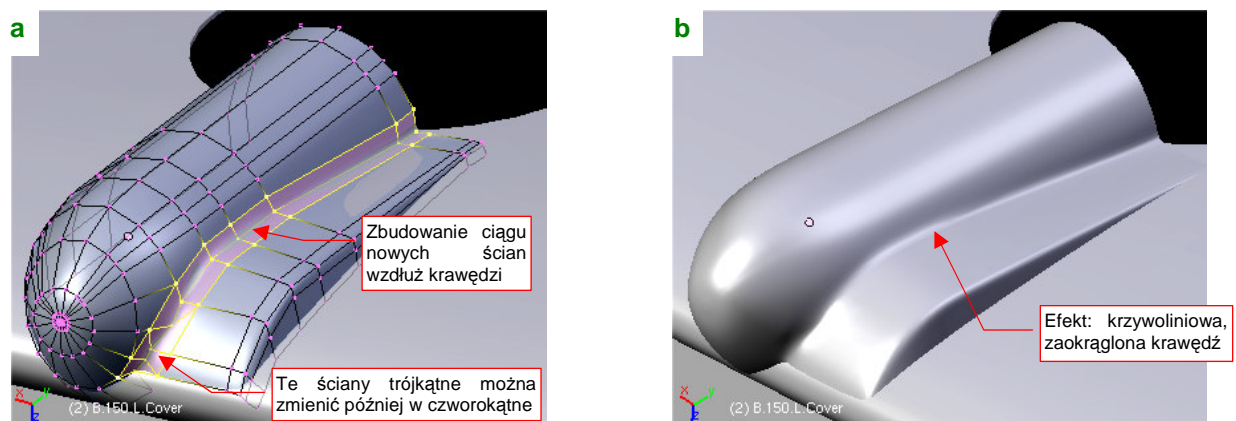 a
b
Zbudowanie ciągu
nowych ścian
wzdłuż krawędzi
Te ściany trójkątne można
zmienić później w czworokątne
x
y
z
(2) B.150.L.Cover
Efekt: krzywoliniowa,
zaokrąglona krawędź
x
y
z
(2) B.150.L.Cover